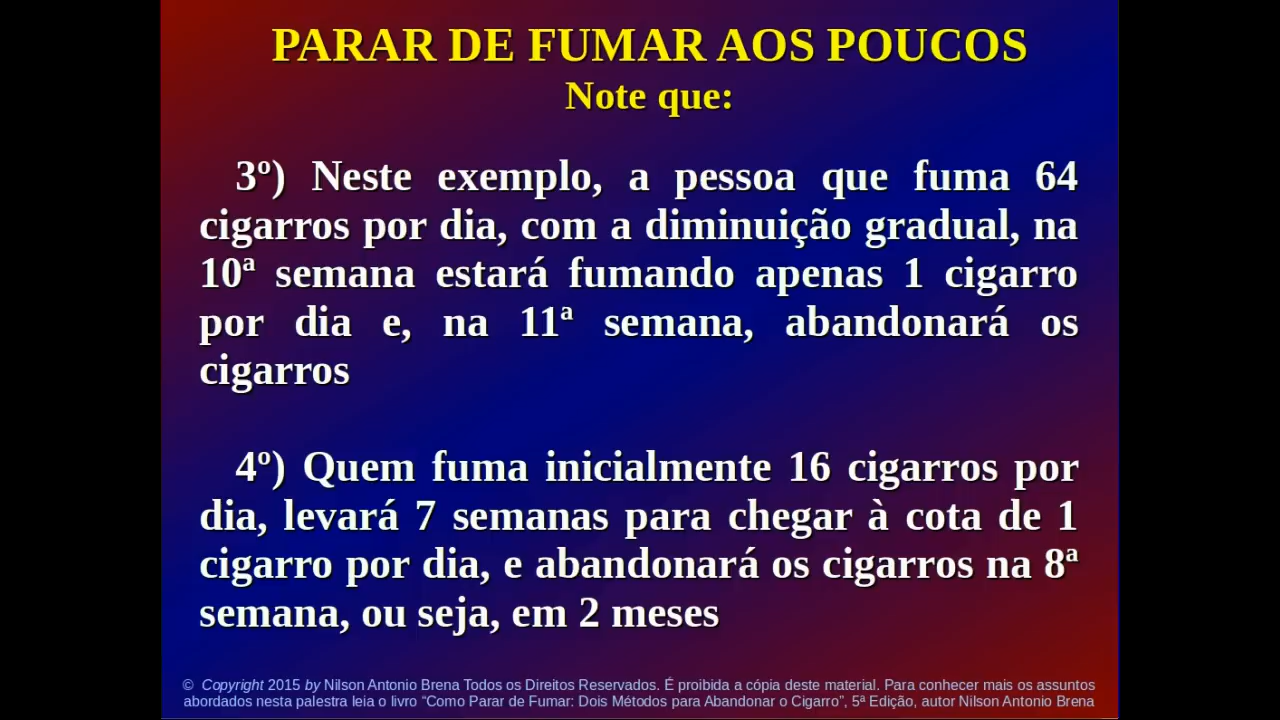 PARAR DE FUMAR AOS POUCOS
Note que:
3º) Neste exemplo, a pessoa que fuma 64
cigarros por dia, com a diminuição gradual, na
10ª semana estará fumando apenas 1 cigarro
por dia e, na 11ª semana, abandonará os
cigarros
4º) Quem fuma inicialmente 16 cigarros por
dia, levará 7 semanas para chegar à cota de 1
cigarro por dia, e abandonará os cigarros na 8ª
semana, ou seja, em 2 meses
© Copyright 2015 by Nilson Antonio Brena Todos os Direitos Reservados. É proibida a cópia deste material. Para conhecer mais os assuntos
abordados nesta palestra leia o livro “Como Parar de Fumar: Dois Métodos para Abandonar o Cigarro”, 5ª Edição, autor Nilson Antonio Brena